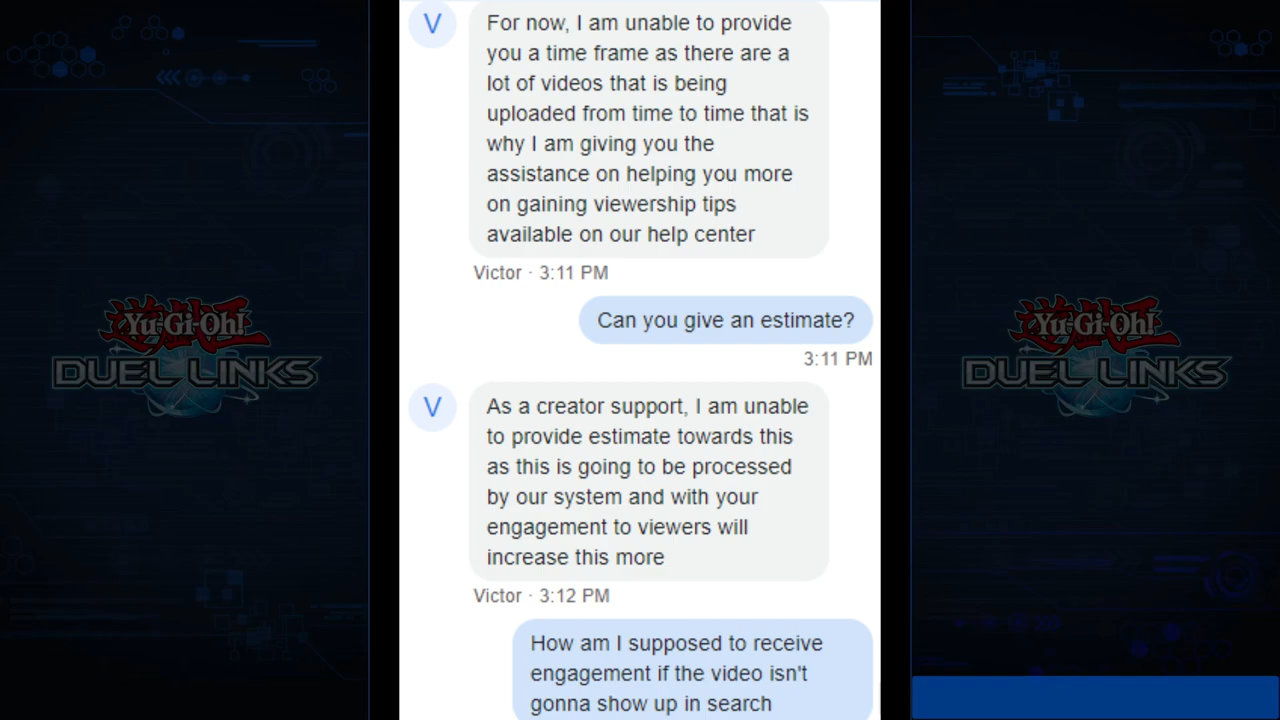 V
For now, I am unable to provide
you a time frame as there are a
lot of videos that is being
uploaded from time to time that is
why I am giving you the
assistance on helping you more
on gaining viewership tips
available on our help center
Victor · 3:11 PM
Can you give an estimate?
3:11 PM
V
As a creator support, I am unable
to provide estimate towards this
as this is going to be processed
by our system and with your
engagement to viewers will
increase this more
Victor · 3:12 PM
How am I supposed to receive
engagement if the video isn't
gonna show up in search
Yu-Gi-Oh!
DUEL LINKS
Yu-Gi-Oh!
DUEL LINKS